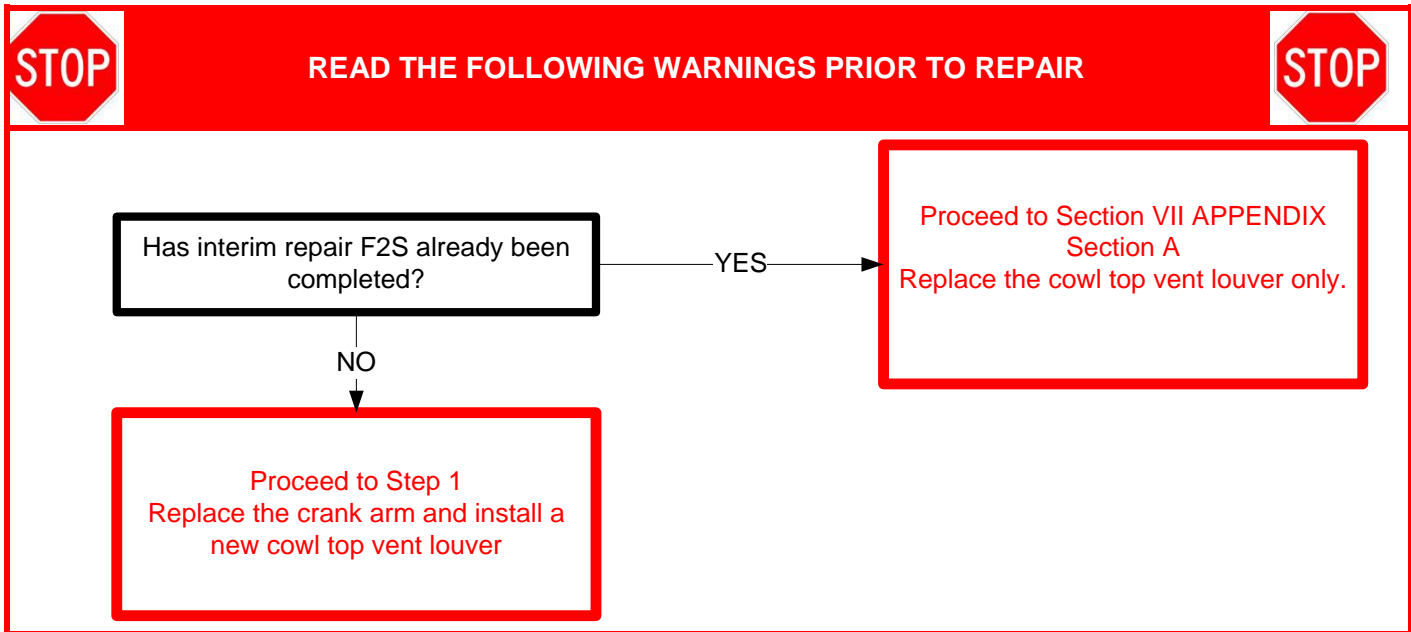 STOP
READ THE FOLLOWING WARNINGS PRIOR TO REPAIR
STOP
Has interim repair F2S already been
completed?
YES
Proceed to Section VII APPENDIX
Section A
Replace the cowl top vent louver only.
NO
Proceed to Step 1
Replace the crank arm and install a
new cowl top vent louver